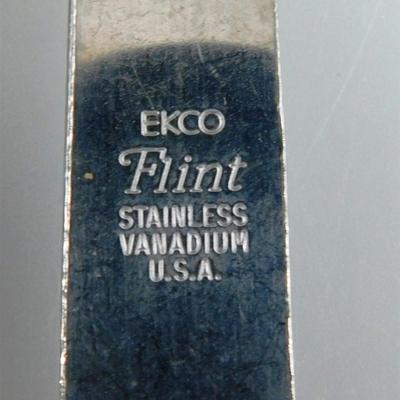 EKCO
Flint
STAINLESS
VANADIUM
U.S.A.